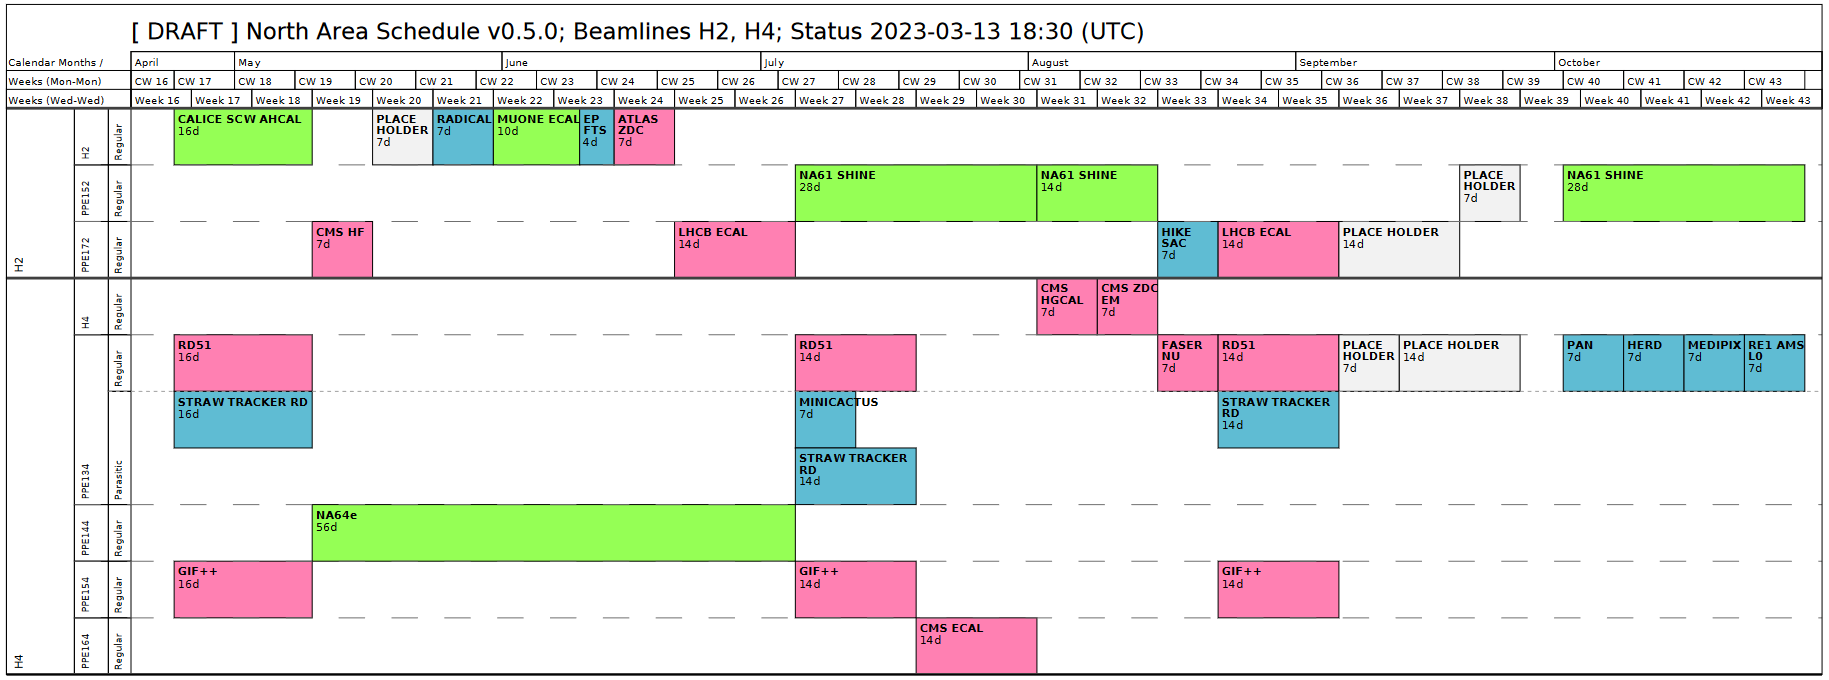 [ DRAFT ] North Area Schedule v0.5.0; Beamlines H2, H4; Status 2023-03-13 18:30 (UTC)
Calendar Months / April May June July August September October
Weeks (Mon-Mon) CW 16 CW 17 CW 18 CW 19 CW 20 CW 21 CW 22 CW 23 CW 24 CW 25 CW 26 CW 27 CW 28 CW 29 CW 30 CW 31 CW 32 CW 33 CW 34 CW 35 CW 36 CW 37 CW 38 CW 39 CW 40 CW 41 CW 42 CW 43
Weeks (Wed-Wed) Week 16 Week 17 Week 18 Week 19 Week 20 Week 21 Week 22 Week 23 Week 24 Week 25 Week 26 Week 27 Week 28 Week 29 Week 30 Week 31 Week 32 Week 33 Week 34 Week 35 Week 36 Week 37 Week 38 Week 39 Week 40 Week 41 Week 42 Week 43
H2
H2
Regular
CALICE SCW AHCAL
16d
PLACE
HOLDER
7d
RADICAL
7d
MUONE ECAL
10d
EP
FTS
4d
ATLAS
ZDC
7d
PPE152
Regular
NA61 SHINE
28d
NA61 SHINE
14d
PLACE
HOLDER
7d
NA61 SHINE
28d
PPE172
Regular
CMS HF
7d
LHCB ECAL
14d
HIKE
SAC
7d
LHCB ECAL
14d
PLACE HOLDER
14d
H4
H4
Regular
CMS
HGCAL
7d
CMS ZDC
EM
7d
PPE134
Regular
RD51
16d
RD51
14d
FASER
NU
7d
RD51
14d
PLACE
HOLDER
7d
PLACE HOLDER
14d
PAN
7d
HERD
7d
MEDIPIX
7d
RE1 AMS
L0
7d
Parasitic
STRAW TRACKER RD
16d
MINICACTUS
7d
STRAW TRACKER
RD
14d
STRAW TRACKER
RD
14d
PPE144
Regular
NA64e
56d
PPE154
Regular
GIF++
16d
GIF++
14d
GIF++
14d
PPE164
Regular
CMS ECAL
14d